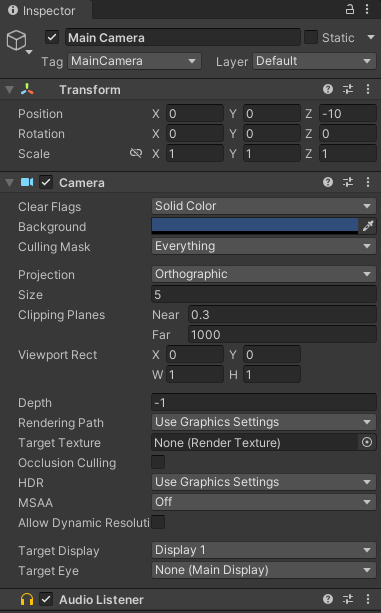 Inspector
Main Camera Static
Tag MainCamera Layer Default
Transform
Position X 0 Y 0 Z -10
Rotation X 0 Y 0 Z 0
Scale X 1 Y 1 Z 1
Camera
Clear Flags Solid Color
Background
Culling Mask Everything
Projection Orthographic
Size 5
Clipping Planes Near 0.3
Far 1000
Viewport Rect X 0 Y 0
W 1 H 1
Depth -1
Rendering Path Use Graphics Settings
Target Texture None (Render Texture)
Occlusion Culling
HDR Use Graphics Settings
MSAA Off
Allow Dynamic Resoluti
Target Display Display 1
Target Eye None (Main Display)
Audio Listener